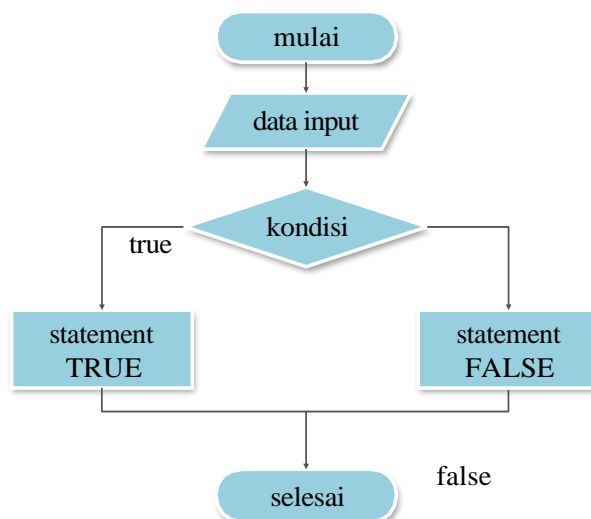 mulai
data input
kondisi
true
statement
TRUE
statement
FALSE
false
selesai